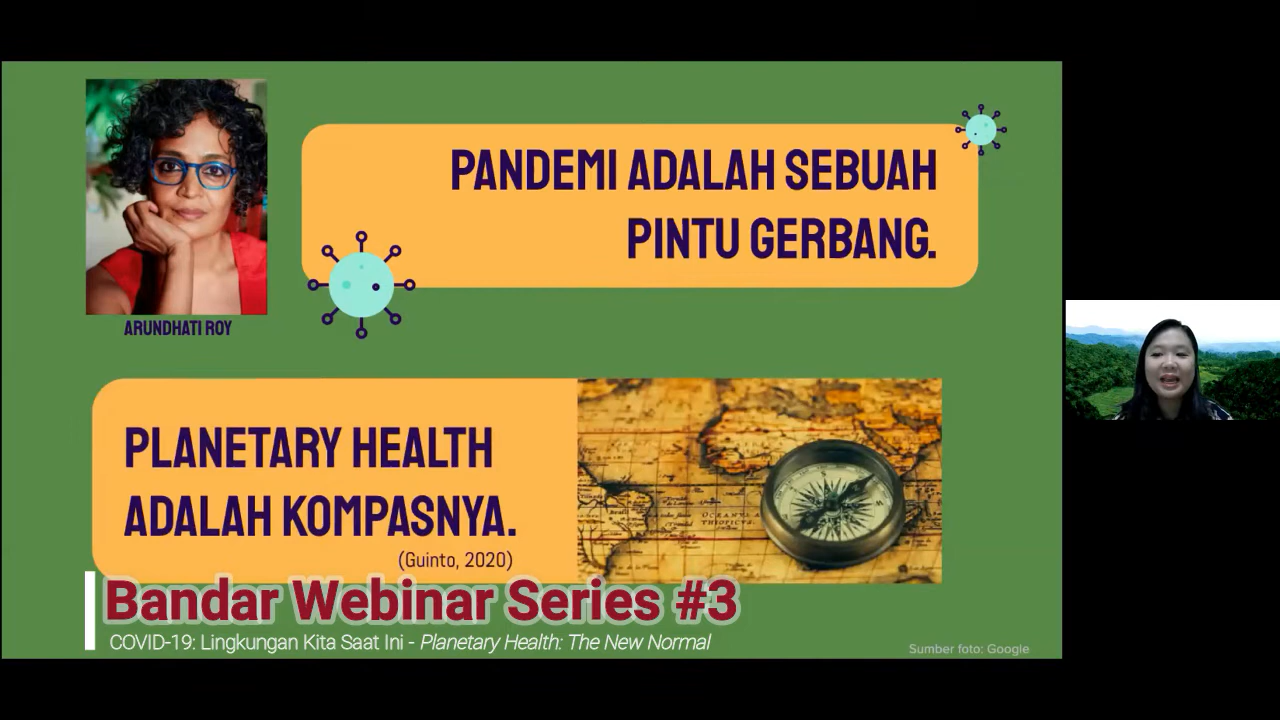 PANDEMI ADALAH SEBUAH
PINTU GERBANG.
ARUNDHATI ROY
PLANETARY HEALTH
ADALAH KOMPASNYA.
(Guinto, 2020)
Bandar Webinar Series #3
COVID-19: Lingkungan Kita Saat Ini - Planetary Health: The New Normal
Sumber foto: Google